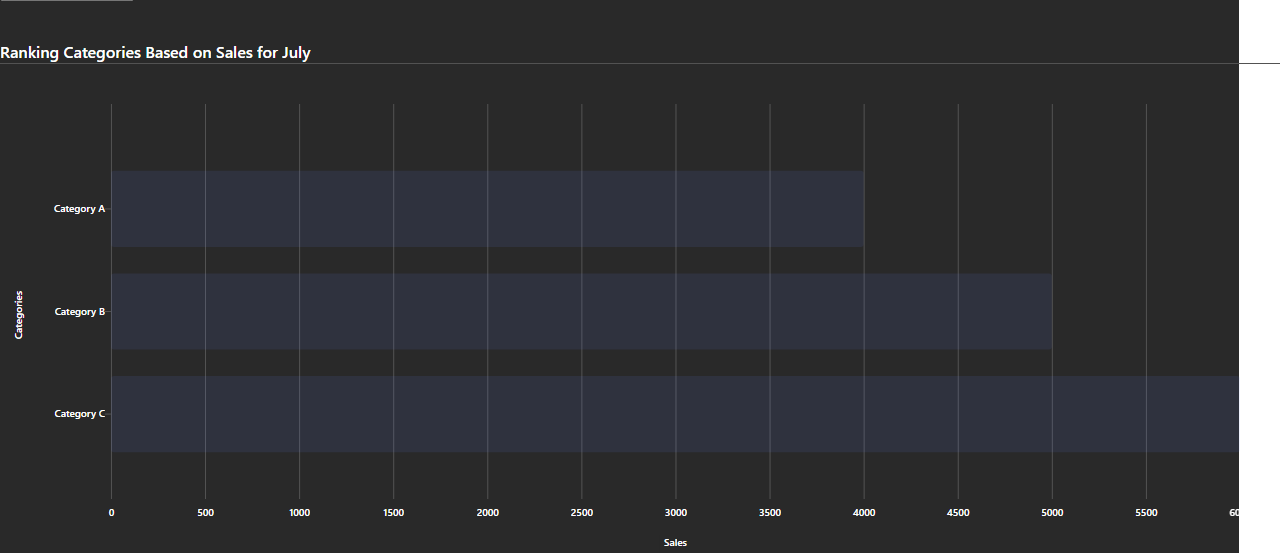 Ranking Categories Based on Sales for July
Category A
Category B
Category C
Categories
0 500 1000 1500 2000 2500 3000 3500 4000 4500 5000 5500 60
Sales